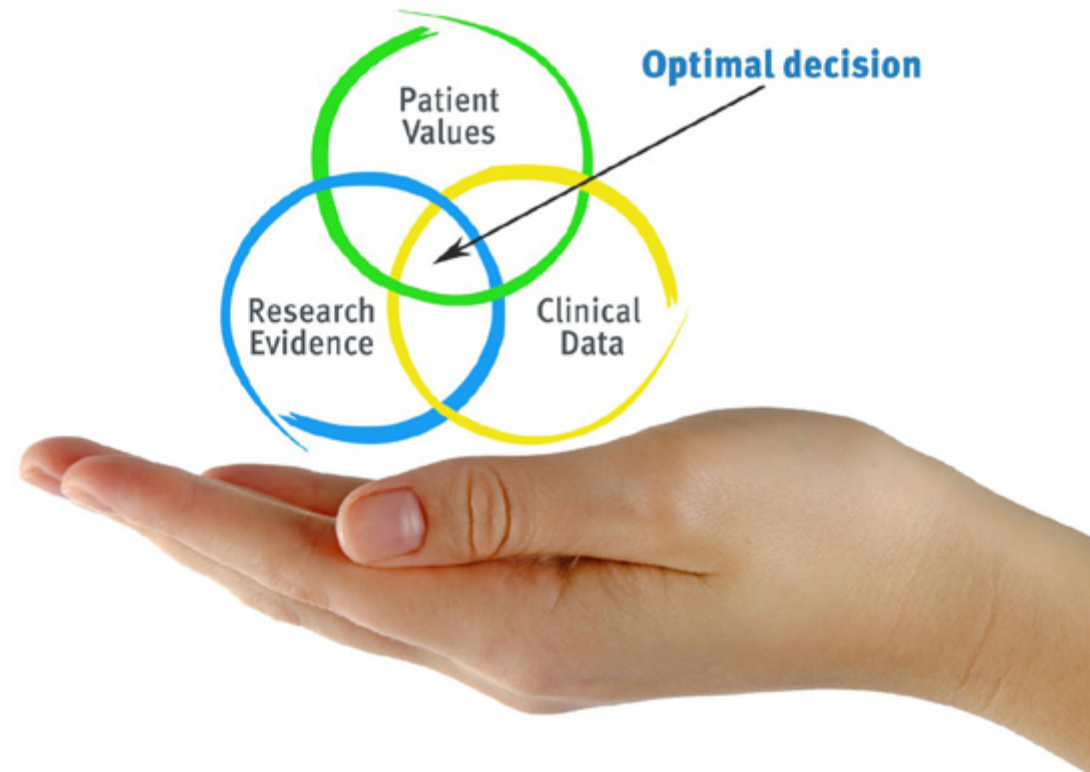 Optimal decision
Patient
Values
Research
Evidence
Clinical
Data